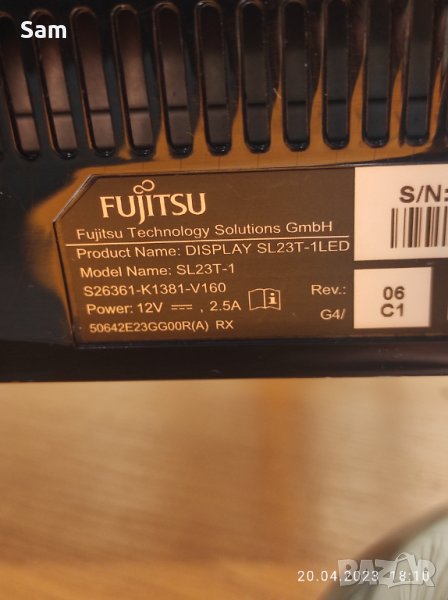 Sam
FUJITSU
Fujitsu Technology Solutions GmbH
Product Name: DISPLAY SL23T-1LED
Model Name: SL23T-1
S26361-K1381-V160
Power: 12V ⎓, 2.5A
50642E23GG00R(A) RX
S/N:
Rev.: 06
G4/ C1
20.04.2023 18:10
BAZAR